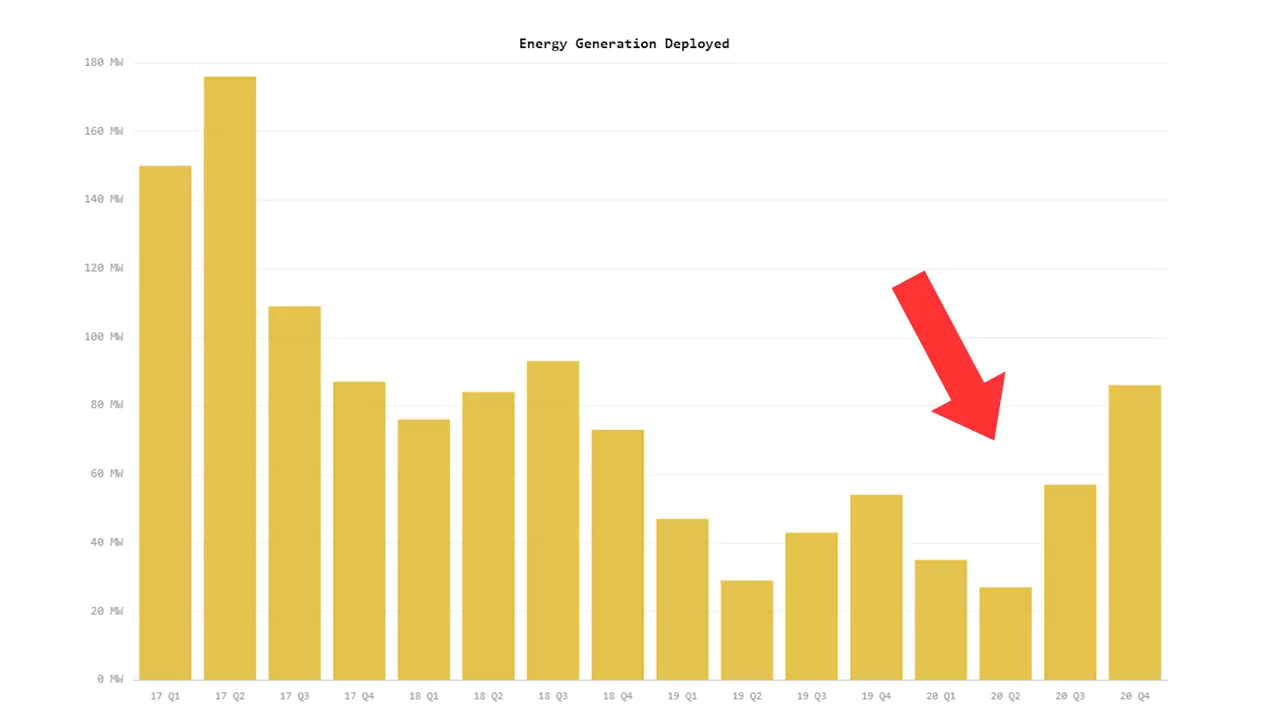 Energy Generation Deployed
180 MW
160 MW
140 MW
120 MW
100 MW
80 MW
60 MW
40 MW
20 MW
0 MW
17 Q1 17 Q2 17 Q3 17 Q4 18 Q1 18 Q2 18 Q3 18 Q4 19 Q1 19 Q2 19 Q3 19 Q4 20 Q1 20 Q2 20 Q3 20 Q4